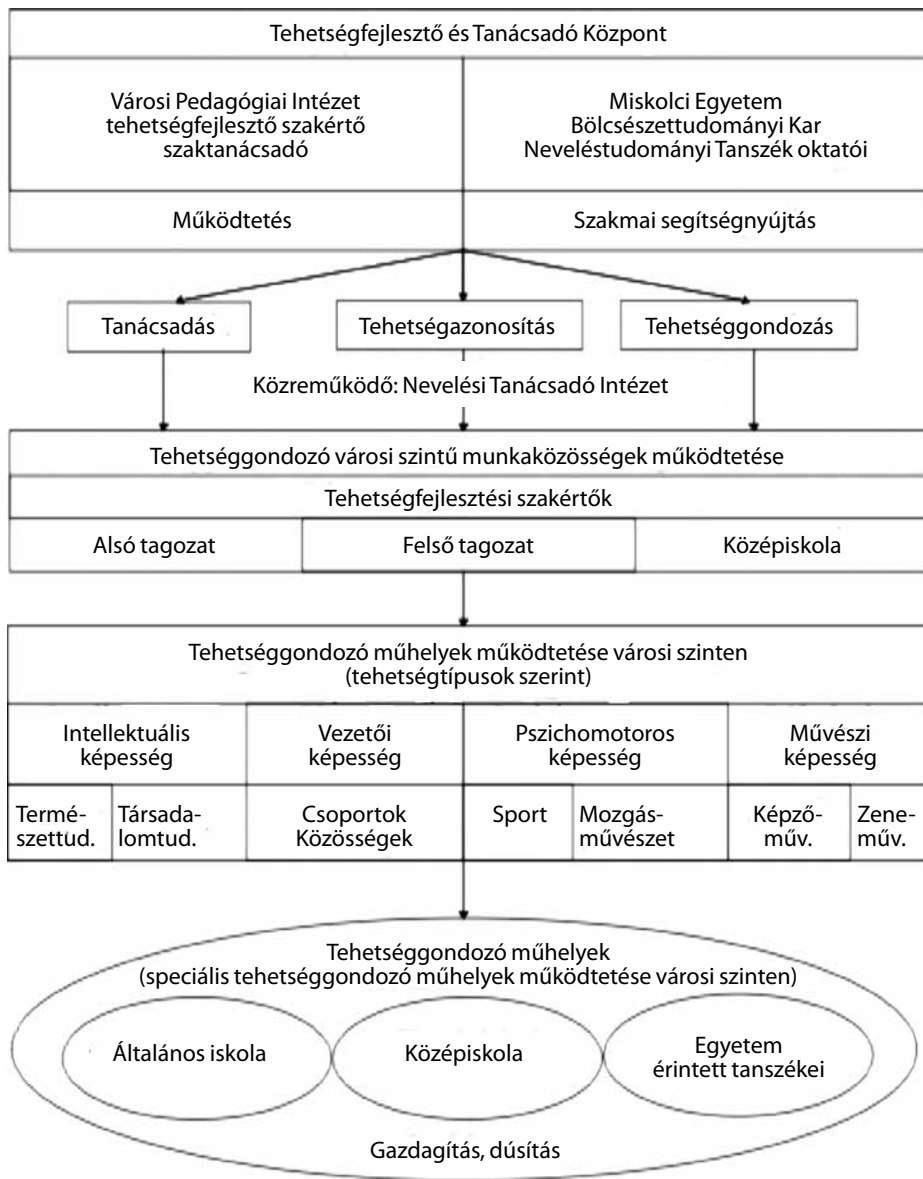 Tehetségfejlesztő és Tanácsadó Központ
Városi Pedagógiai Intézet
tehetségfejlesztő szakértő
szaktanácsadó
Miskolci Egyetem
Bölcsészettudományi Kar
Neveléstudományi Tanszék oktatói
Működtetés
Szakmai segítségnyújtás
Tanácsadás
Tehetségazonosítás
Tehetséggondozás
Közreműködő: Nevelési Tanácsadó Intézet
Tehetséggondozó városi szintű munkaközösségek működtetése
Tehetségfejlesztési szakértők
Alsó tagozat
Felső tagozat
Középiskola
Tehetséggondozó műhelyek működtetése városi szinten
(tehetségtípusok szerint)
Intellektuális
képesség
Vezetői
képesség
Pszichomotoros
képesség
Művészi
képesség
Termé-
szettud.
Társada-
lomtud.
Csoportok
Közösségek
Sport
Mozgás-
művészet
Képző-
műv.
Zene-
műv.
Tehetséggondozó műhelyek
(speciális tehetséggondozó műhelyek működtetése városi szinten)
Általános iskola
Középiskola
Egyetem
érintett tanszékei
Gazdagítás, dúsítás